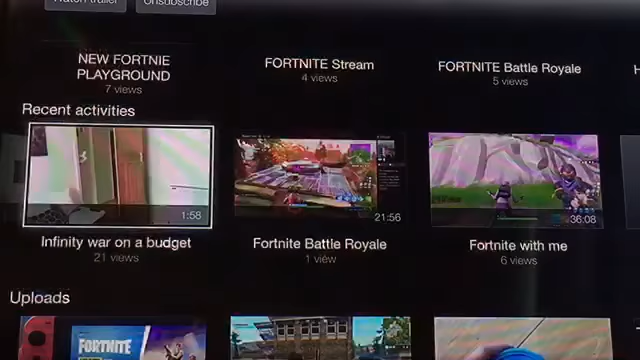 Watch trailer
Unsubscribe
NEW FORTNIE
PLAYGROUND
7 views
FORTNITE Stream
4 views
FORTNITE Battle Royale
5 views
Recent activities
1:58
21:56
36:08
Infinity war on a budget
21 views
Fortnite Battle Royale
1 view
Fortnite with me
6 views
Uploads
FORTNITE